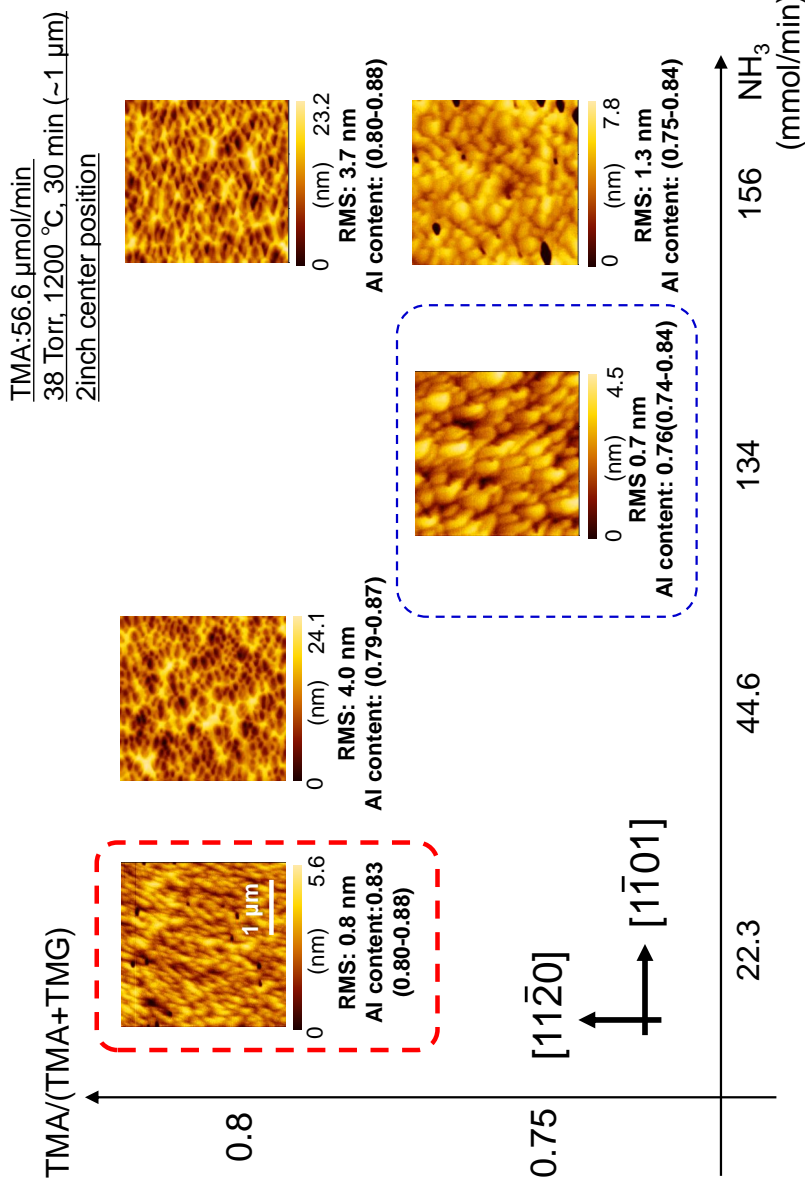 TMA:56.6 μmol/min
38 Torr, 1200 ℃, 30 min (~1 μm)
2inch center position
TMA/(TMA+TMG)
0.8
1 μm
0 (nm) 5.6
RMS: 0.8 nm
Al content:0.83
(0.80-0.88)
0 (nm) 24.1
RMS: 4.0 nm
Al content: (0.79-0.87)
0 (nm) 23.2
RMS: 3.7 nm
Al content: (0.80-0.88)
0.75
[112̅0]
[11̅01]
0 (nm) 4.5
RMS 0.7 nm
Al content: 0.76(0.74-0.84)
0 (nm) 7.8
RMS: 1.3 nm
Al content: (0.75-0.84)
22.3
44.6
134
156
NH₃
(mmol/min)